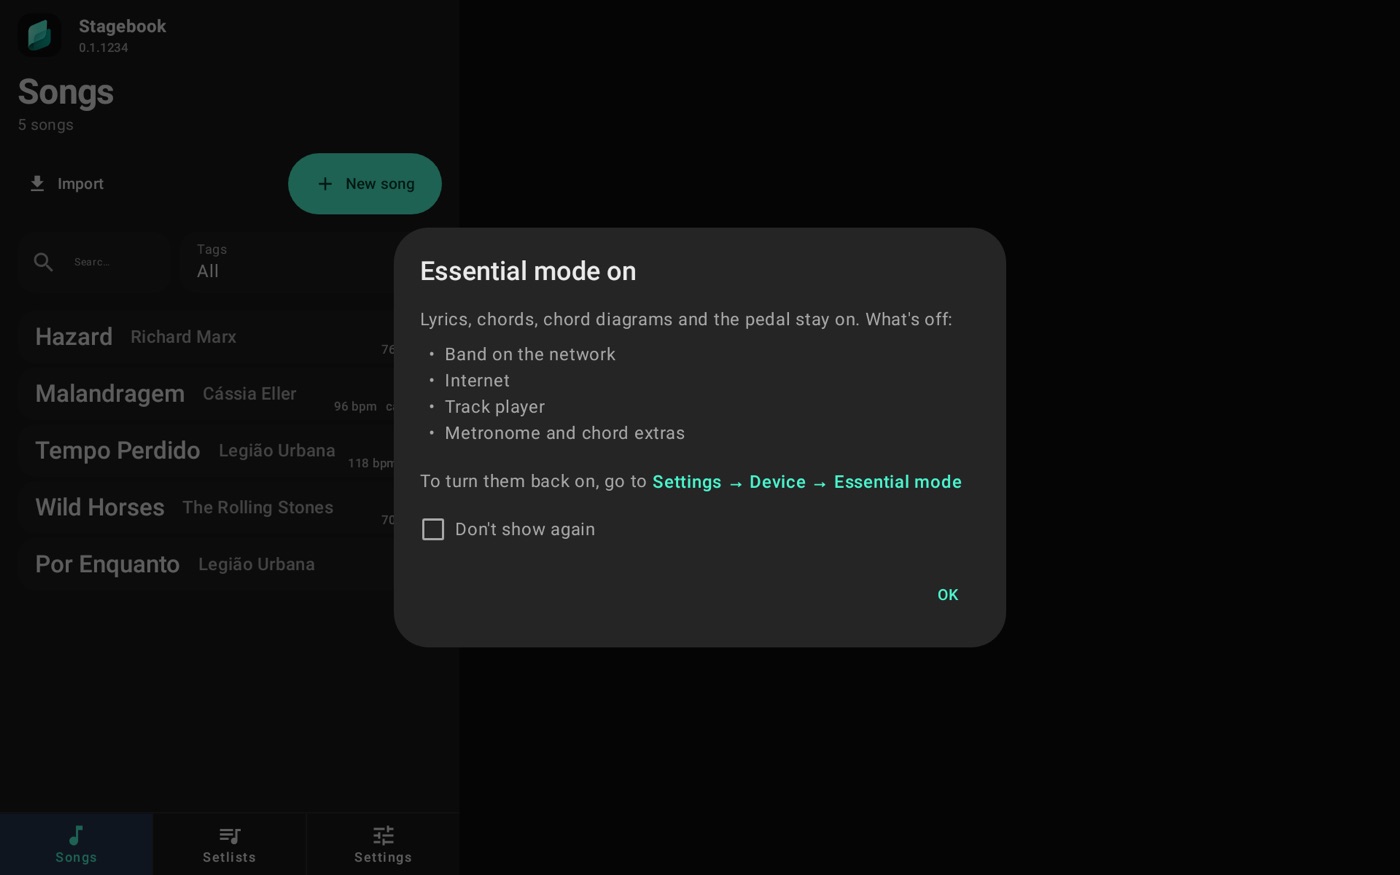 Stagebook
0.1.1234
Songs
5 songs
Import
New song
Searc...
Tags
All
Hazard Richard Marx
76
Malandragem Cássia Eller
96 bpm
Tempo Perdido Legião Urbana
118 bpm
Wild Horses The Rolling Stones
70
Por Enquanto Legião Urbana
Essential mode on
Lyrics, chords, chord diagrams and the pedal stay on. What's off:
• Band on the network
• Internet
• Track player
• Metronome and chord extras
To turn them back on, go to Settings → Device → Essential mode
Don't show again
OK
Songs
Setlists
Settings